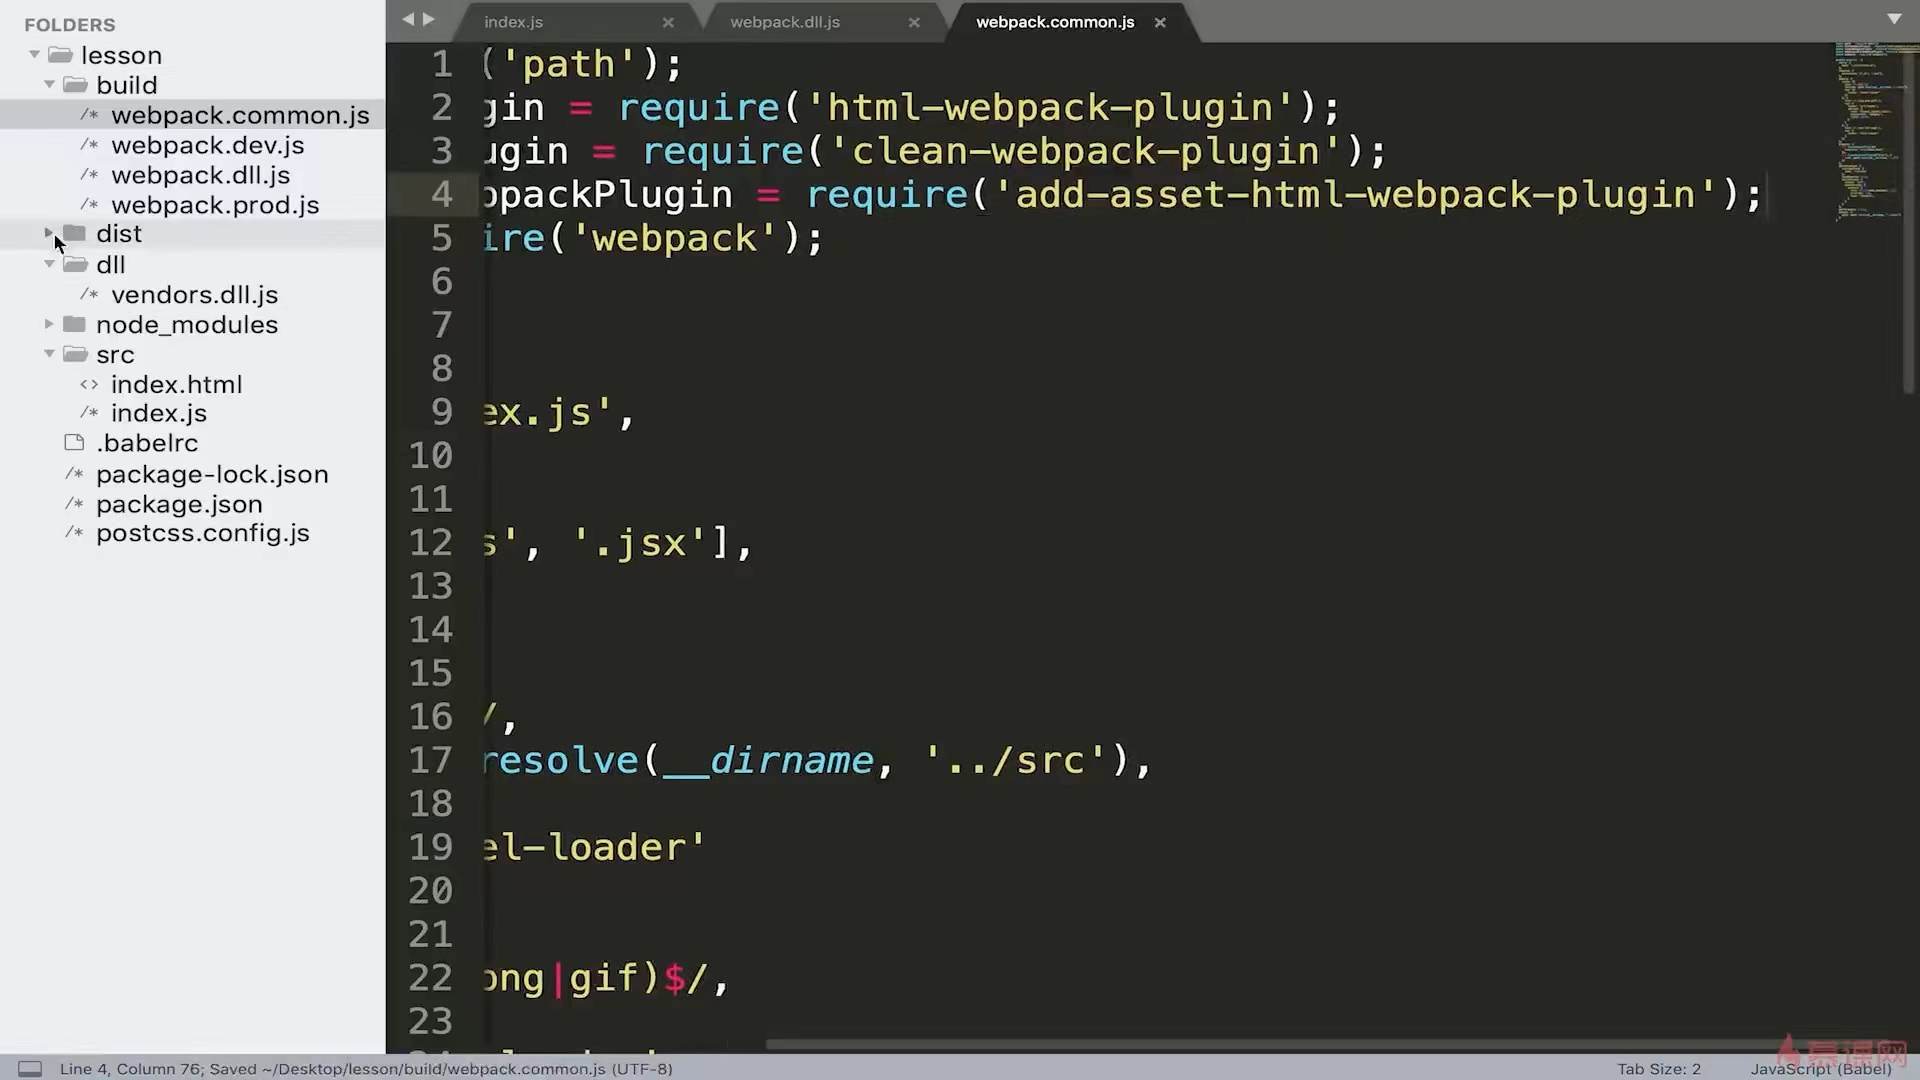 FOLDERS
lesson
build
/* webpack.common.js
/* webpack.dev.js
/* webpack.dll.js
/* webpack.prod.js
dist
dll
/* vendors.dll.js
node_modules
src
<> index.html
/* index.js
.babelrc
/* package-lock.json
/* package.json
/* postcss.config.js
index.js
webpack.dll.js
webpack.common.js
1 ('path');
2 gin = require('html-webpack-plugin');
3 ugin = require('clean-webpack-plugin');
4 bpackPlugin = require('add-asset-html-webpack-plugin');
5 ire('webpack');
6
7
8
9 ex.js',
10
11
12 s', '.jsx'],
13
14
15
16 /,
17 resolve(__dirname, '../src'),
18
19 el-loader'
20
21
22 png|gif)$/,
23
Line 4, Column 76; Saved ~/Desktop/lesson/build/webpack.common.js (UTF-8)
Tab Size: 2
JavaScript (Babel)
慕课网